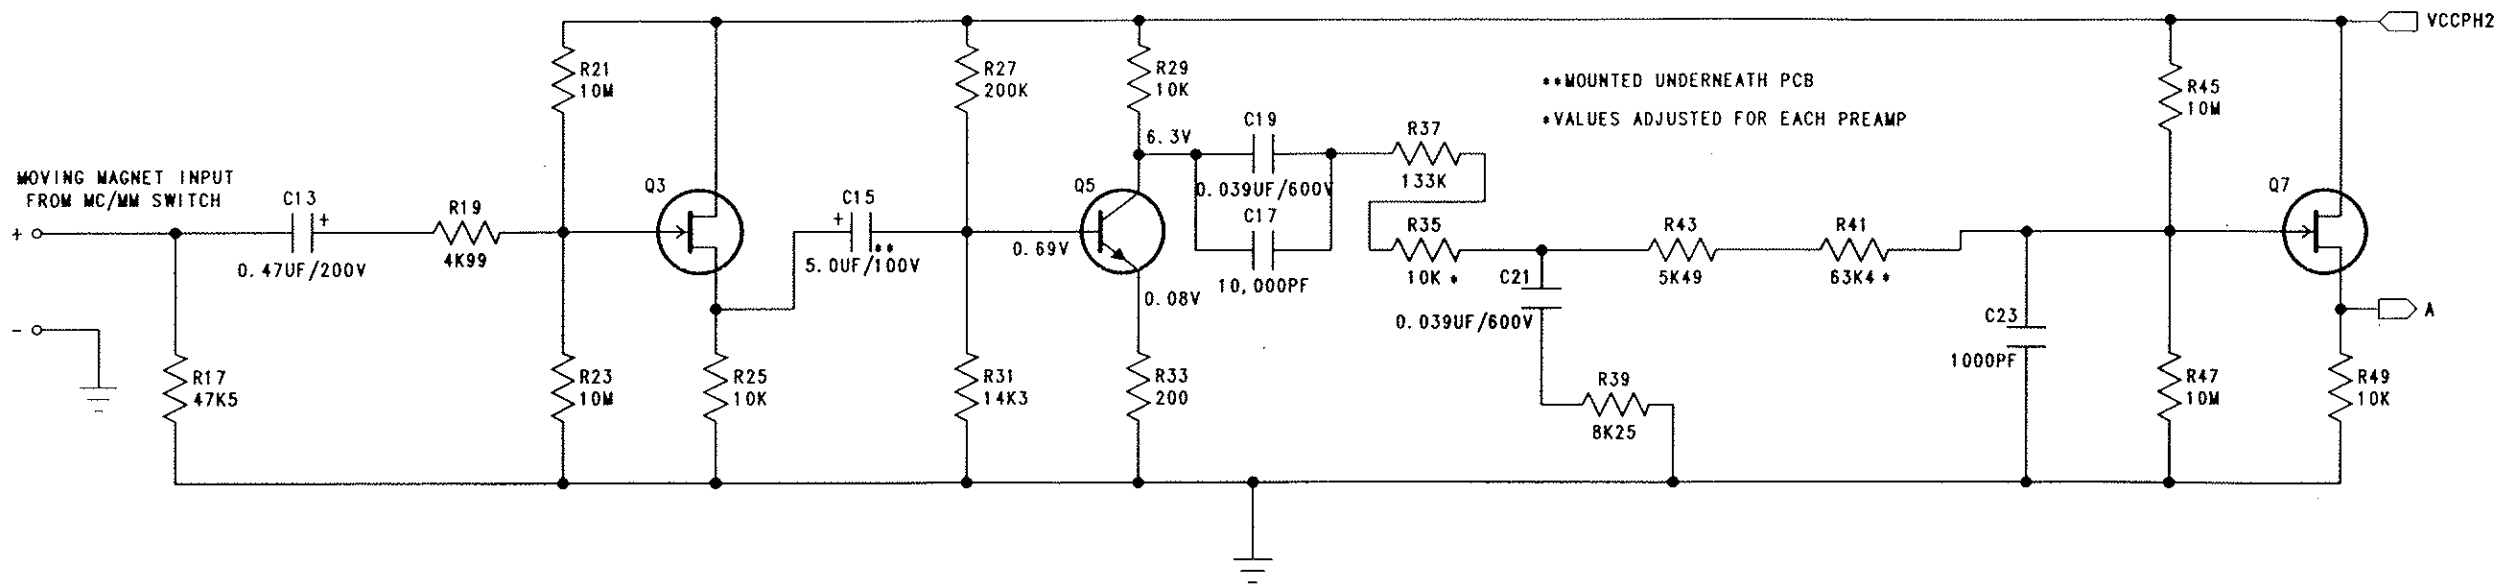 VCCPH2
R21
10M
R27
200K
R29
10K
**MOUNTED UNDERNEATH PCB
*VALUES ADJUSTED FOR EACH PREAMP
R45
10M
6.3V
C19
0.039UF/600V
R37
133K
MOVING MAGNET INPUT
FROM MC/MM SWITCH
C13
+
0.47UF/200V
R19
4K99
Q3
C15
+
**
5.0UF/100V
Q5
0.69V
0.08V
C17
10,000PF
R35
10K *
C21
0.039UF/600V
R43
5K49
R41
63K4 *
Q7
+
-
C23
1000PF
A
R17
47K5
R23
10M
R25
10K
R31
14K3
R33
200
R39
8K25
R47
10M
R49
10K